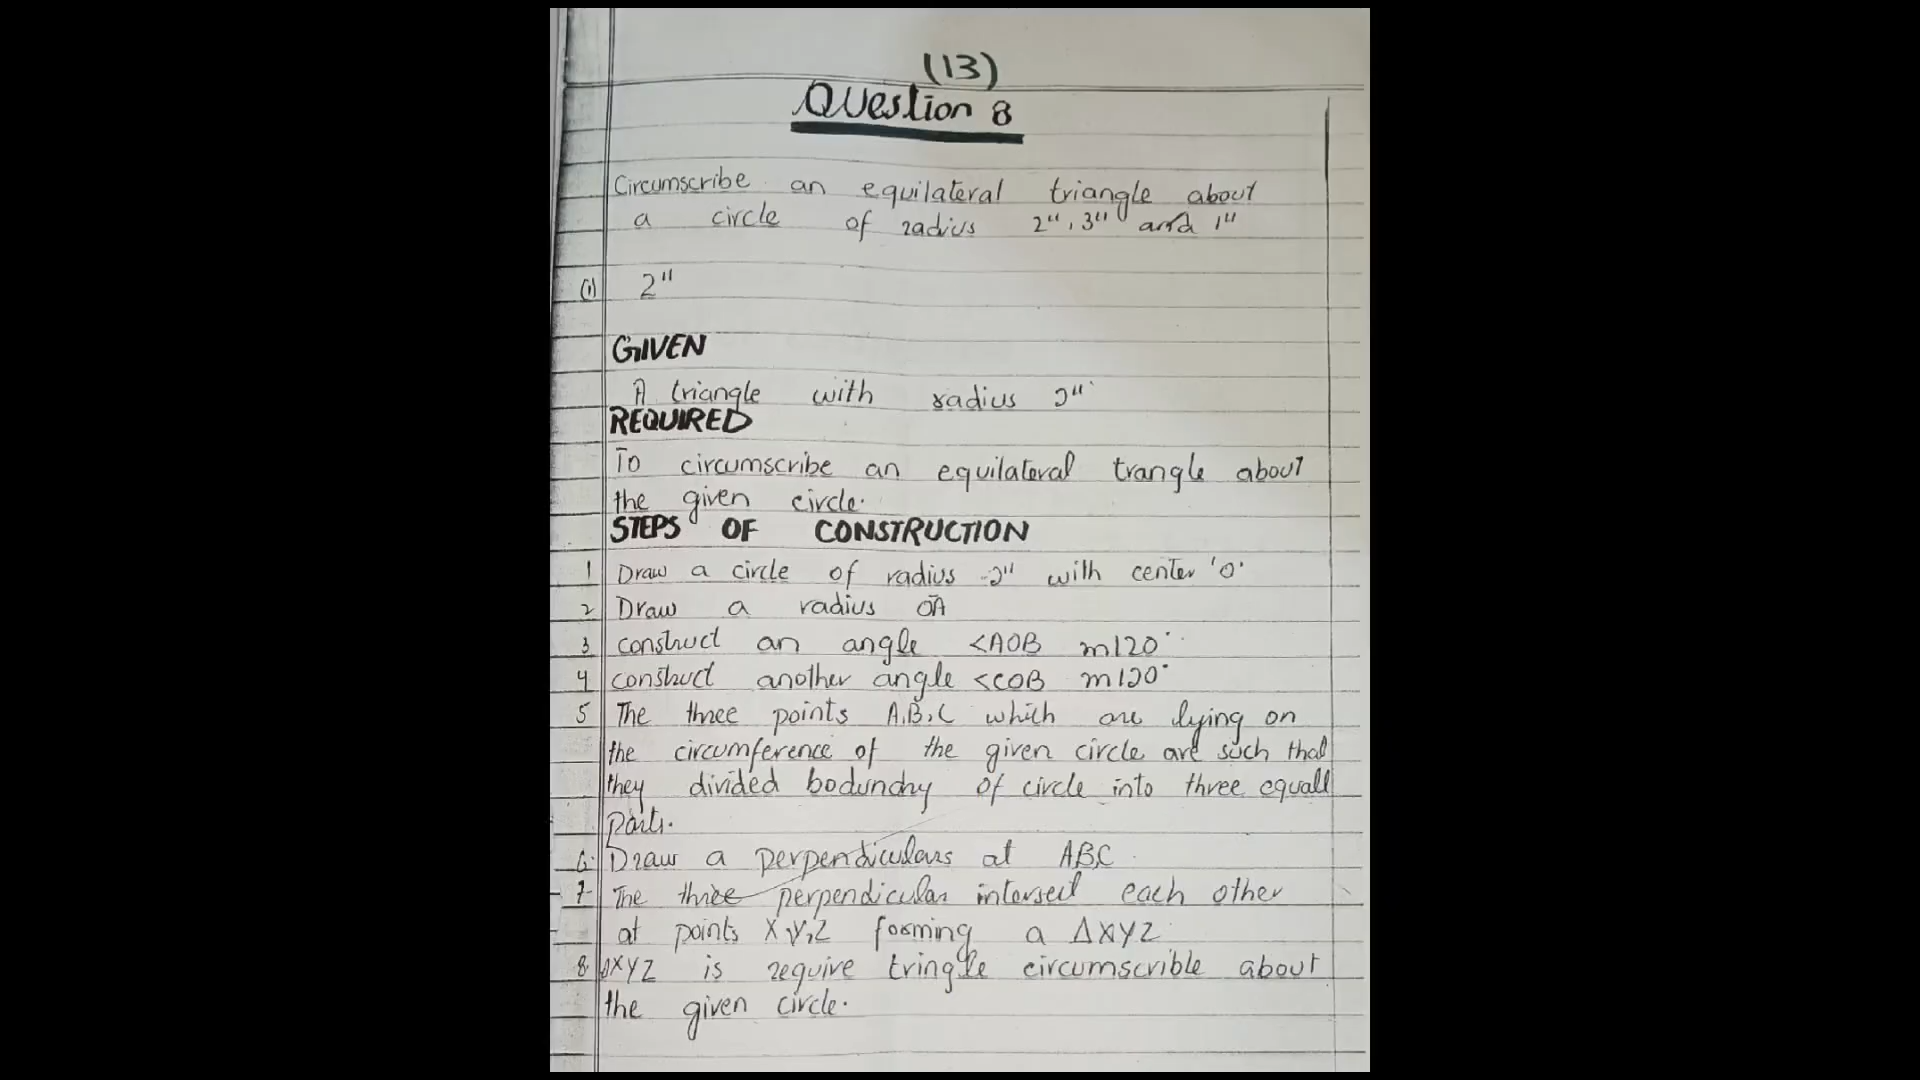 (13)
Question 8
Circumscribe an equilateral triangle about
a circle of radius 2", 3" and 1"
(i) 2"
GIVEN
A triangle with radius 2"
REQUIRED
To circumscribe an equilateral trangle about
the given circle.
STEPS OF CONSTRUCTION
1 Draw a circle of radius 2" with center 'O'
2 Draw a radius OA
3 construct an angle <AOB m120°
4 construct another angle <COB m120°
5 The three points A,B,C which are lying on
the circumference of the given circle are such that
they divided bodundry of circle into three equall
parts.
6. Draw a perpendiculars at ABC
7 The three perpendicular intersect each other
at points X,Y,Z forming a ΔXYZ
8 ΔXYZ is require tringle circumscrible about
the given circle.